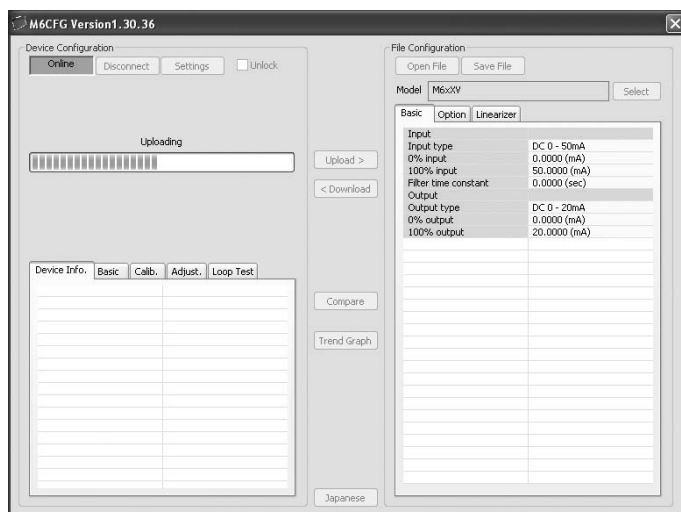 M6CFG Version1.30.36
Device Configuration
Online Disconnect Settings Unlock
Uploading
Device Info. Basic Calib. Adjust. Loop Test
Upload >
< Download
Compare
Trend Graph
Japanese
File Configuration
Open File Save File
Model M6xXV Select
Basic Option Linearizer
Input
Input type DC 0 - 50mA
0% input 0.0000 (mA)
100% input 50.0000 (mA)
Filter time constant 0.0000 (sec)
Output
Output type DC 0 - 20mA
0% output 0.0000 (mA)
100% output 20.0000 (mA)